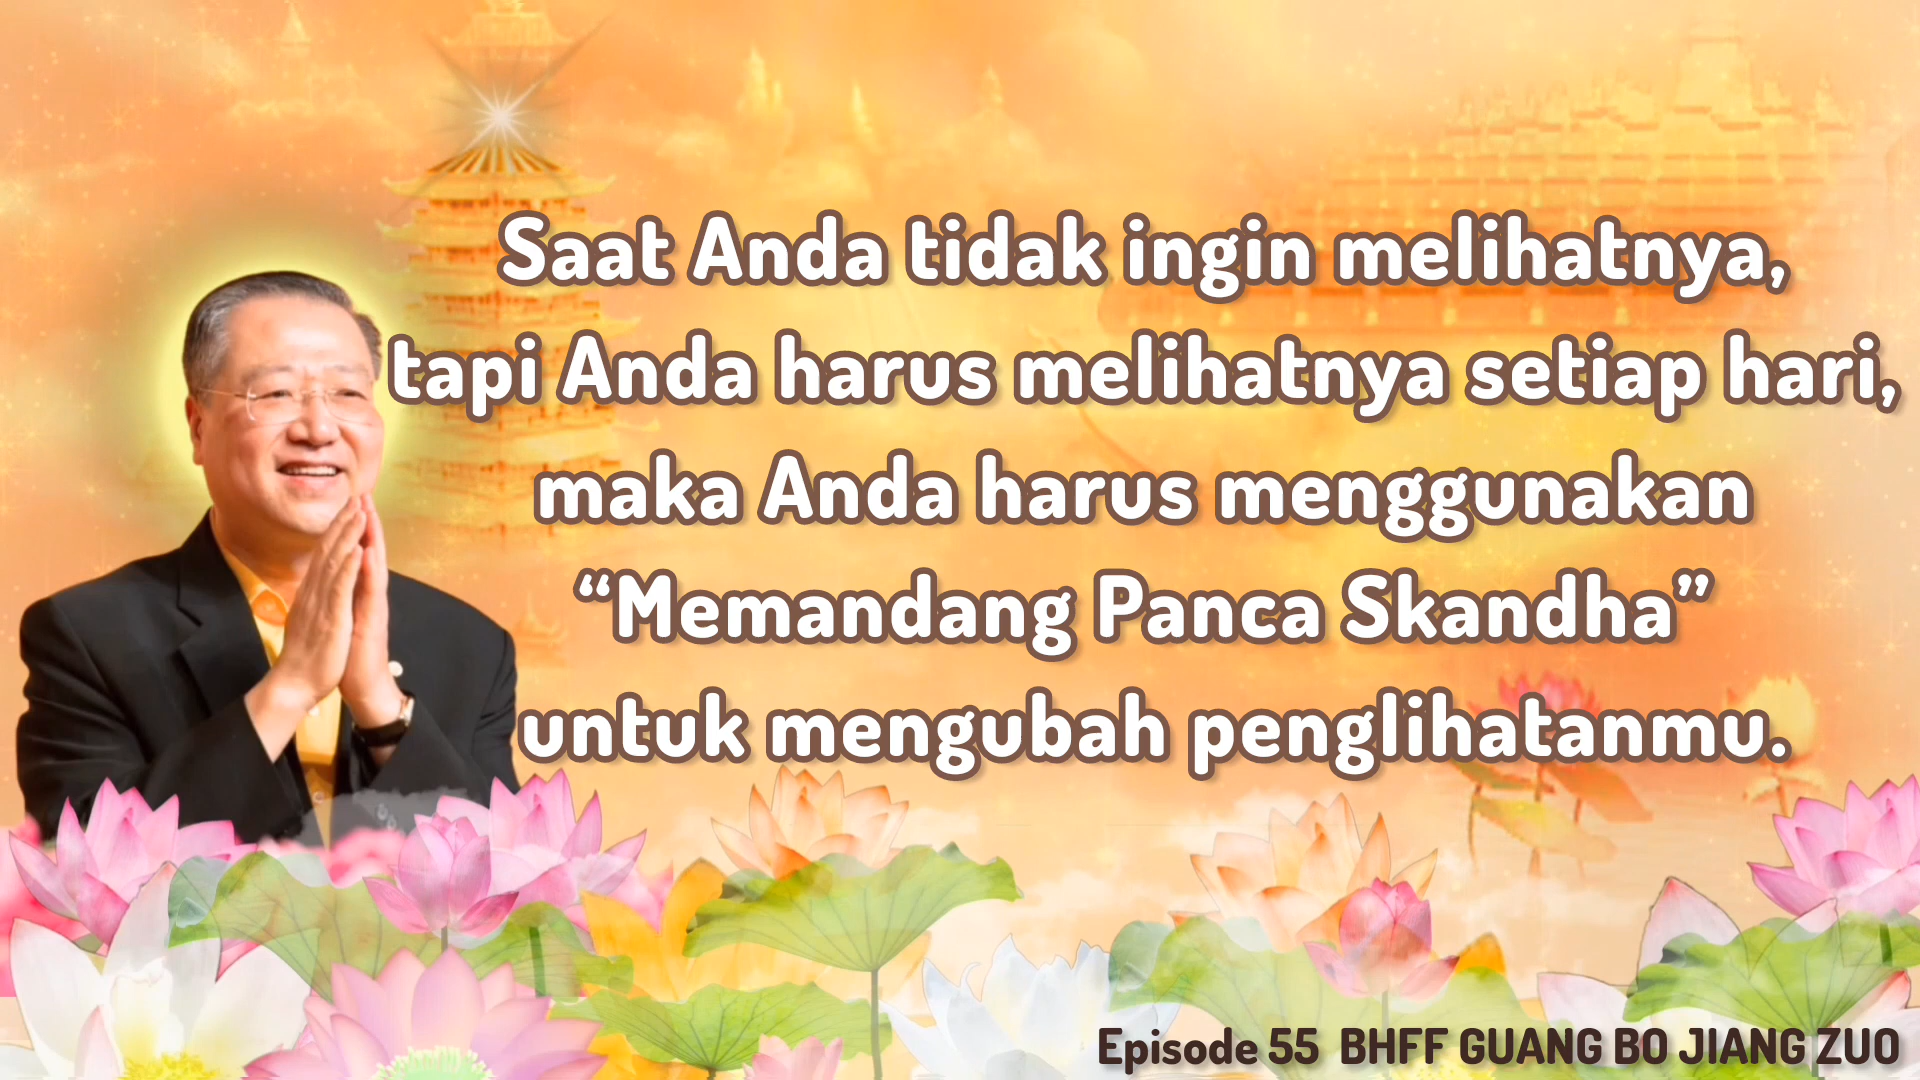 Saat Anda tidak ingin melihatnya,
tapi Anda harus melihatnya setiap hari,
maka Anda harus menggunakan
“Memandang Panca Skandha”
untuk mengubah penglihatanmu.
Episode 55 BHFF GUANG BO JIANG ZUO